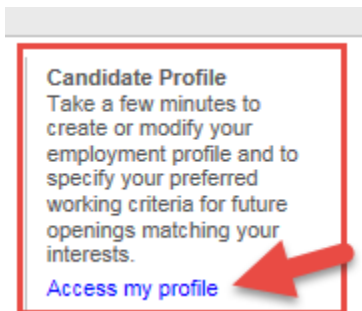 Candidate Profile
Take a few minutes to
create or modify your
employment profile and to
specify your preferred
working criteria for future
openings matching your
interests.
Access my profile